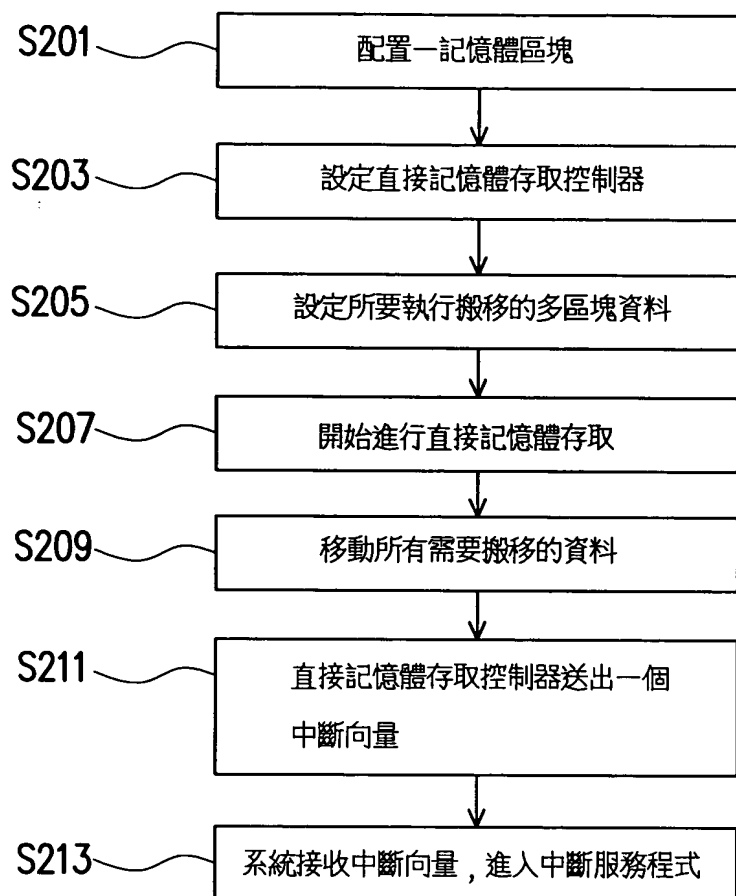 S201
配置一記憶體區塊
S203
設定直接記憶體存取控制器
S205
設定所要執行搬移的多區塊資料
S207
開始進行直接記憶體存取
S209
移動所有需要搬移的資料
S211
直接記憶體存取控制器送出一個
中斷向量
S213
系統接收中斷向量，進入中斷服務程式